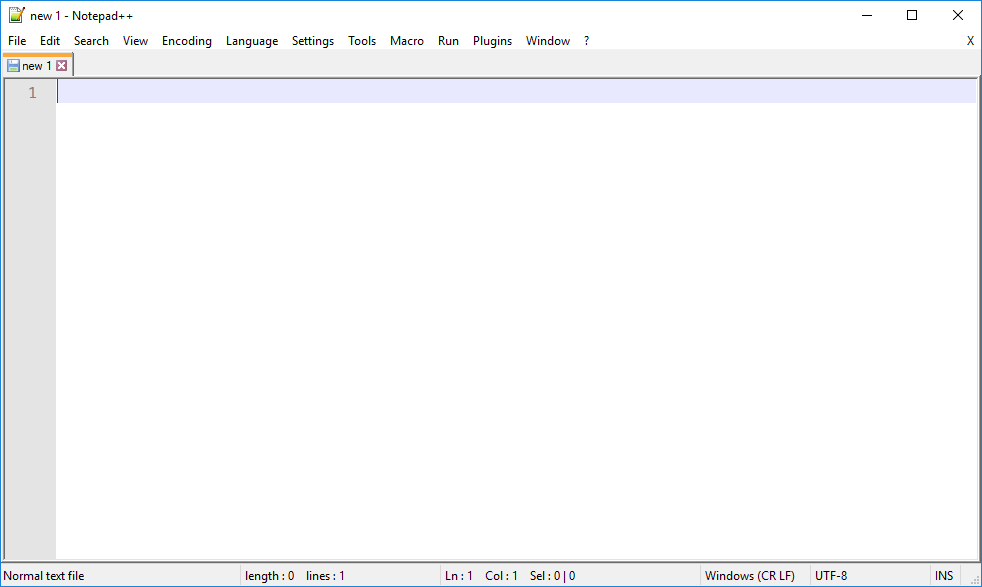 new 1 - Notepad++
File Edit Search View Encoding Language Settings Tools Macro Run Plugins Window ? X
new 1
1
Normal text file length : 0 lines : 1 Ln : 1 Col : 1 Sel : 0 | 0 Windows (CR LF) UTF-8 INS